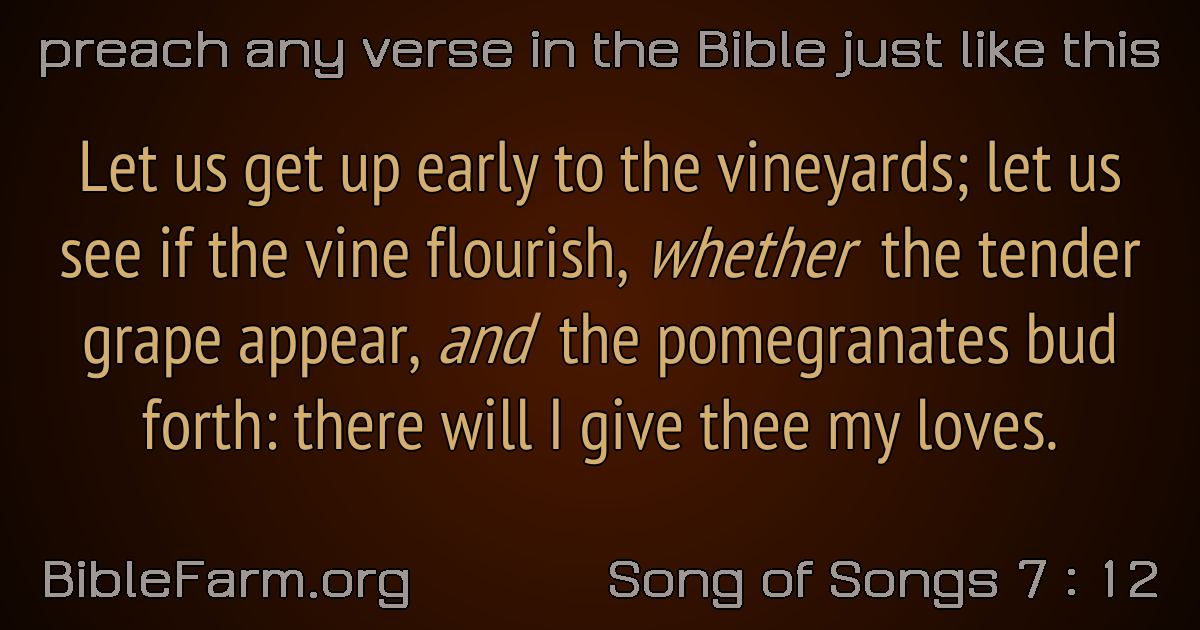 preach any verse in the Bible just like this
Let us get up early to the vineyards; let us
see if the vine flourish, whether the tender
grape appear, and the pomegranates bud
forth: there will I give thee my loves.
BibleFarm.org
Song of Songs 7 : 12